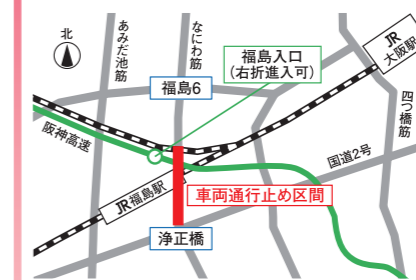 北
あみだ池筋
なにわ筋
福島入口
(右折進入可)
JR
大阪駅
福島6
四つ橋筋
阪神高速
国道2号
JR福島駅
車両通行止め区間
浄正橋